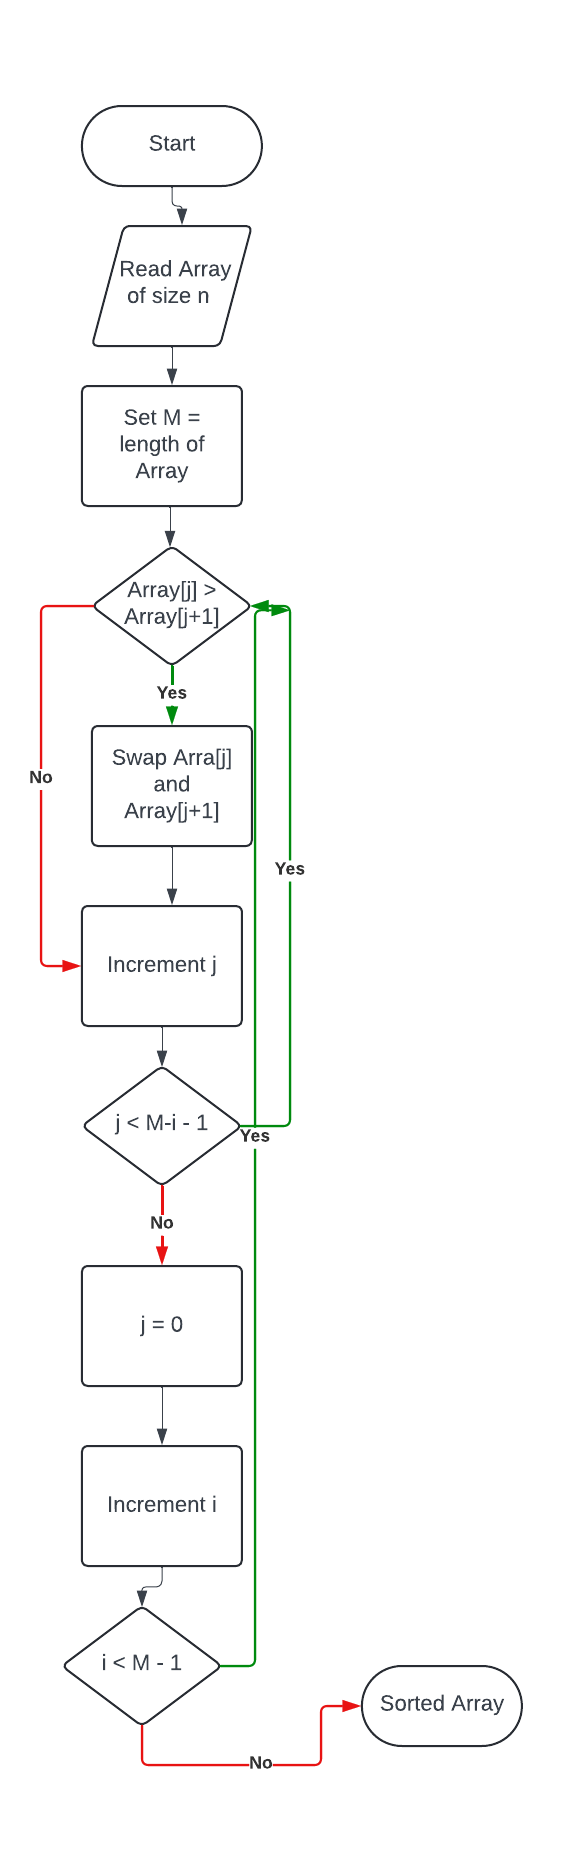 Start
Read Array
of size n
Set M =
length of
Array
Array[j] >
Array[j+1]
Yes
Swap Arra[j]
and
Array[j+1]
No
Yes
Increment j
j < M-i - 1
Yes
No
j = 0
Increment i
i < M - 1
Sorted Array
No